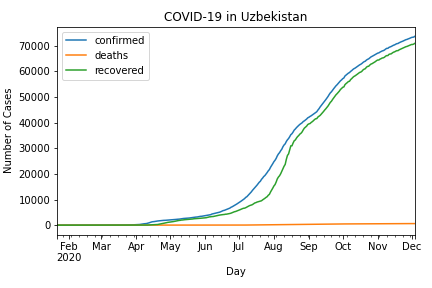 COVID-19 in Uzbekistan
confirmed
deaths
recovered
Number of Cases
70000
60000
50000
40000
30000
20000
10000
0
Feb Mar Apr May Jun Jul Aug Sep Oct Nov Dec
2020
Day